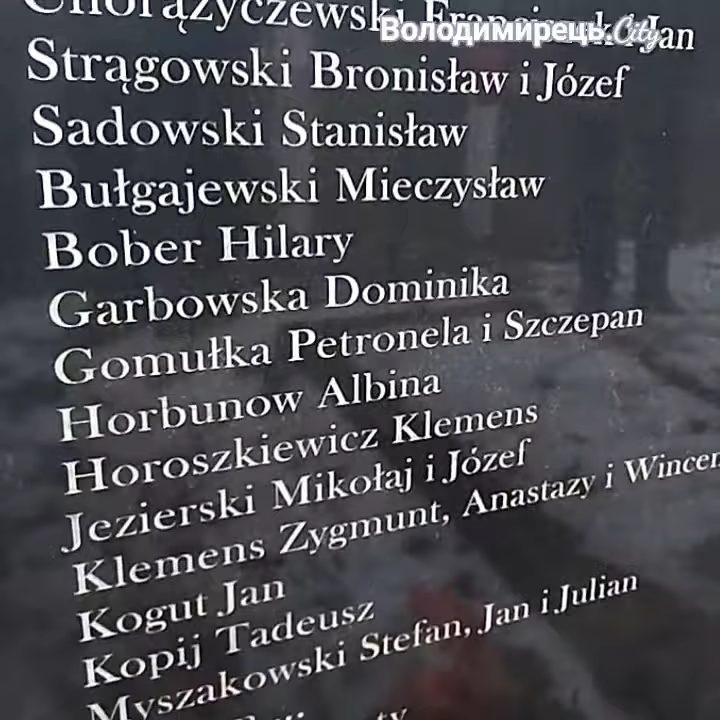 Володимирець.City
Jan
Strągowski Bronisław i Józef
Sadowski Stanisław
Bułgajewski Mieczysław
Bober Hilary
Garbowska Dominika
Gomułka Petronela i Szczepan
Horbunow Albina
Horoszkiewicz Klemens
Jezierski Mikołaj i Józef
Klemens Zygmunt, Anastazy i
Kogut Jan
Kopij Tadeusz
Myszakowski Stefan, Jan i Julian